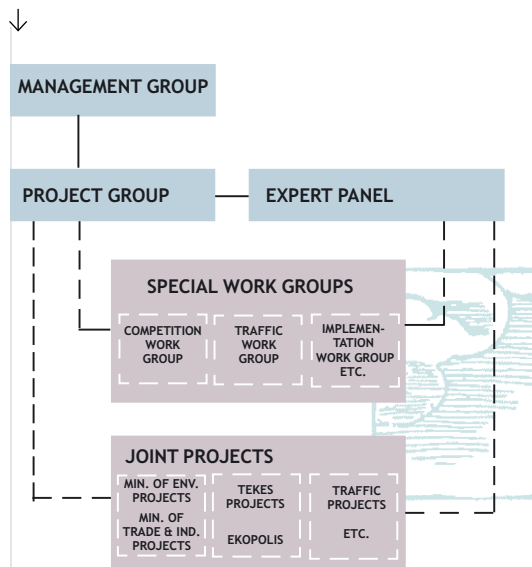 MANAGEMENT GROUP
PROJECT GROUP
EXPERT PANEL
SPECIAL WORK GROUPS
COMPETITION
WORK
GROUP
TRAFFIC
WORK
GROUP
IMPLEMEN-
TATION
WORK GROUP
ETC.
JOINT PROJECTS
MIN. OF ENV.
PROJECTS
MIN. OF
TRADE & IND.
PROJECTS
TEKES
PROJECTS
EKOPOLIS
TRAFFIC
PROJECTS
ETC.